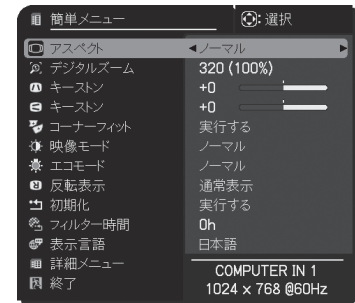 簡単メニュー :選択
アスペクト ノーマル
デジタルズーム 320 (100%)
キーストン +0
キーストン +0
コーナーフィット 実行する
映像モード ノーマル
エコモード ノーマル
反転表示 通常表示
初期化 実行する
フィルター時間 0h
表示言語 日本語
詳細メニュー
終了
COMPUTER IN 1
1024 x 768 @60Hz